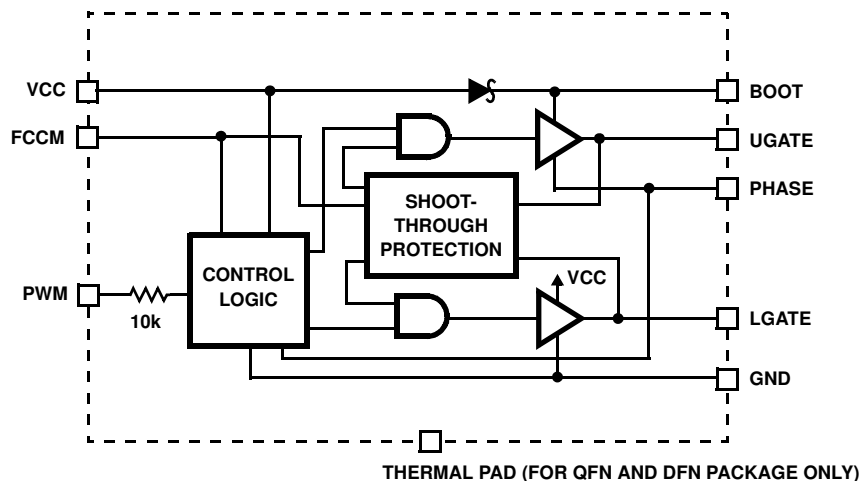 VCC
BOOT
FCCM
UGATE
PHASE
SHOOT-
THROUGH
PROTECTION
CONTROL
LOGIC
VCC
PWM
10k
LGATE
GND
THERMAL PAD (FOR QFN AND DFN PACKAGE ONLY)